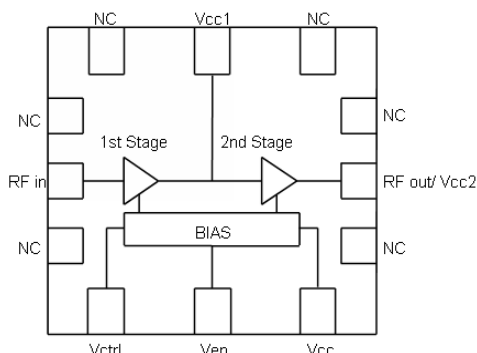 NC Vcc1 NC
NC NC
1st Stage 2nd Stage
RF in RF out/ Vcc2
BIAS
NC NC
Vctrl Ven Vcc